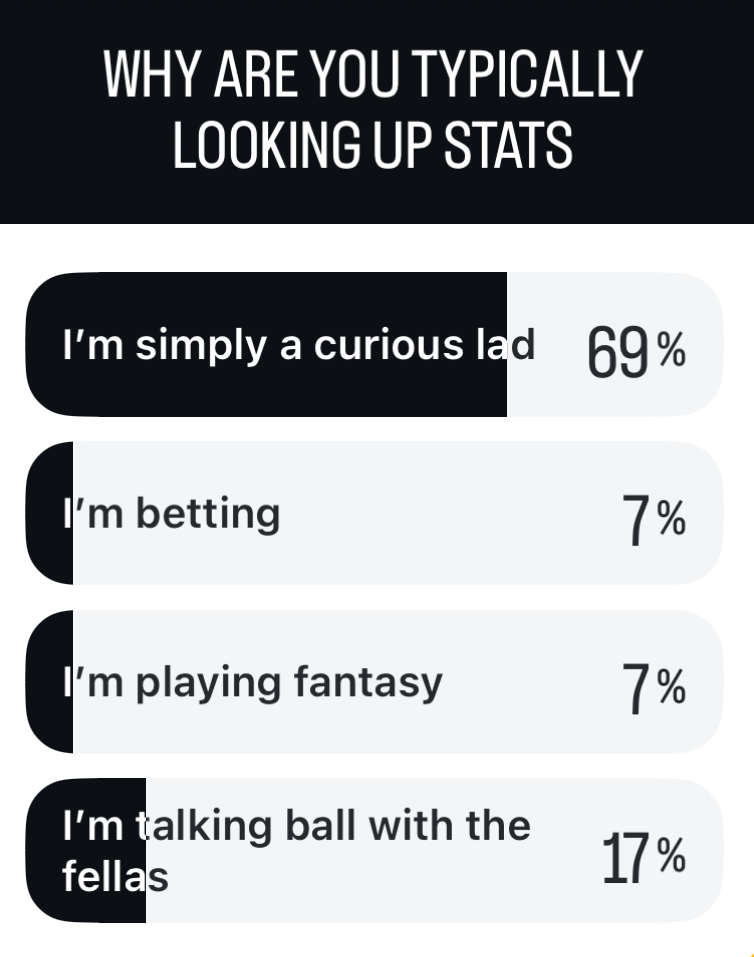 WHY ARE YOU TYPICALLY
LOOKING UP STATS
I’m simply a curious lad 69%
I’m betting 7%
I’m playing fantasy 7%
I’m talking ball with the
fellas 17%